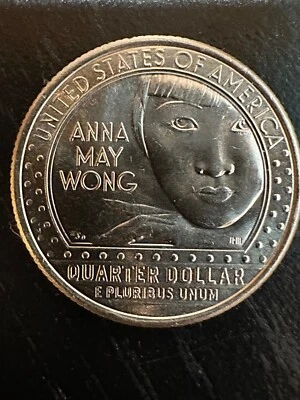 UNITED STATES OF AMERICA
ANNA
MAY
WONG
QUARTER DOLLAR
E PLURIBUS UNUM